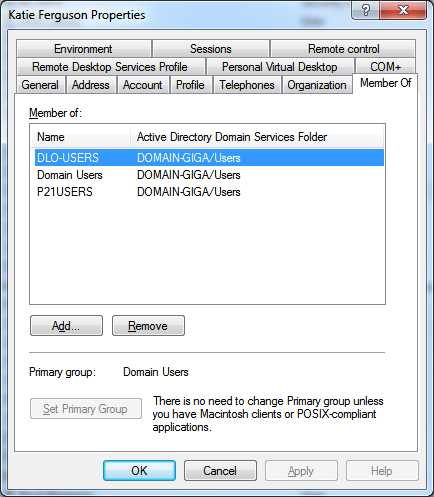 Katie Ferguson Properties
Environment Sessions Remote control
Remote Desktop Services Profile Personal Virtual Desktop COM+
General Address Account Profile Telephones Organization Member Of
Member of:
Name Active Directory Domain Services Folder
DLO-USERS DOMAIN-GIGA/Users
Domain Users DOMAIN-GIGA/Users
P21USERS DOMAIN-GIGA/Users
Add... Remove
Primary group: Domain Users
Set Primary Group
There is no need to change Primary group unless
you have Macintosh clients or POSIX-compliant
applications.
OK Cancel Apply Help